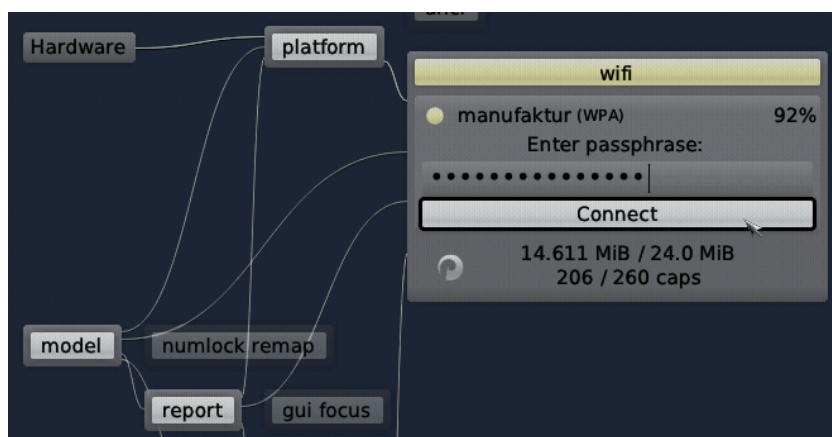 Hardware
platform
wifi
manufaktur (WPA) 92%
Enter passphrase:
Connect
14.611 MiB / 24.0 MiB
206 / 260 caps
model
numlock remap
report
gui focus